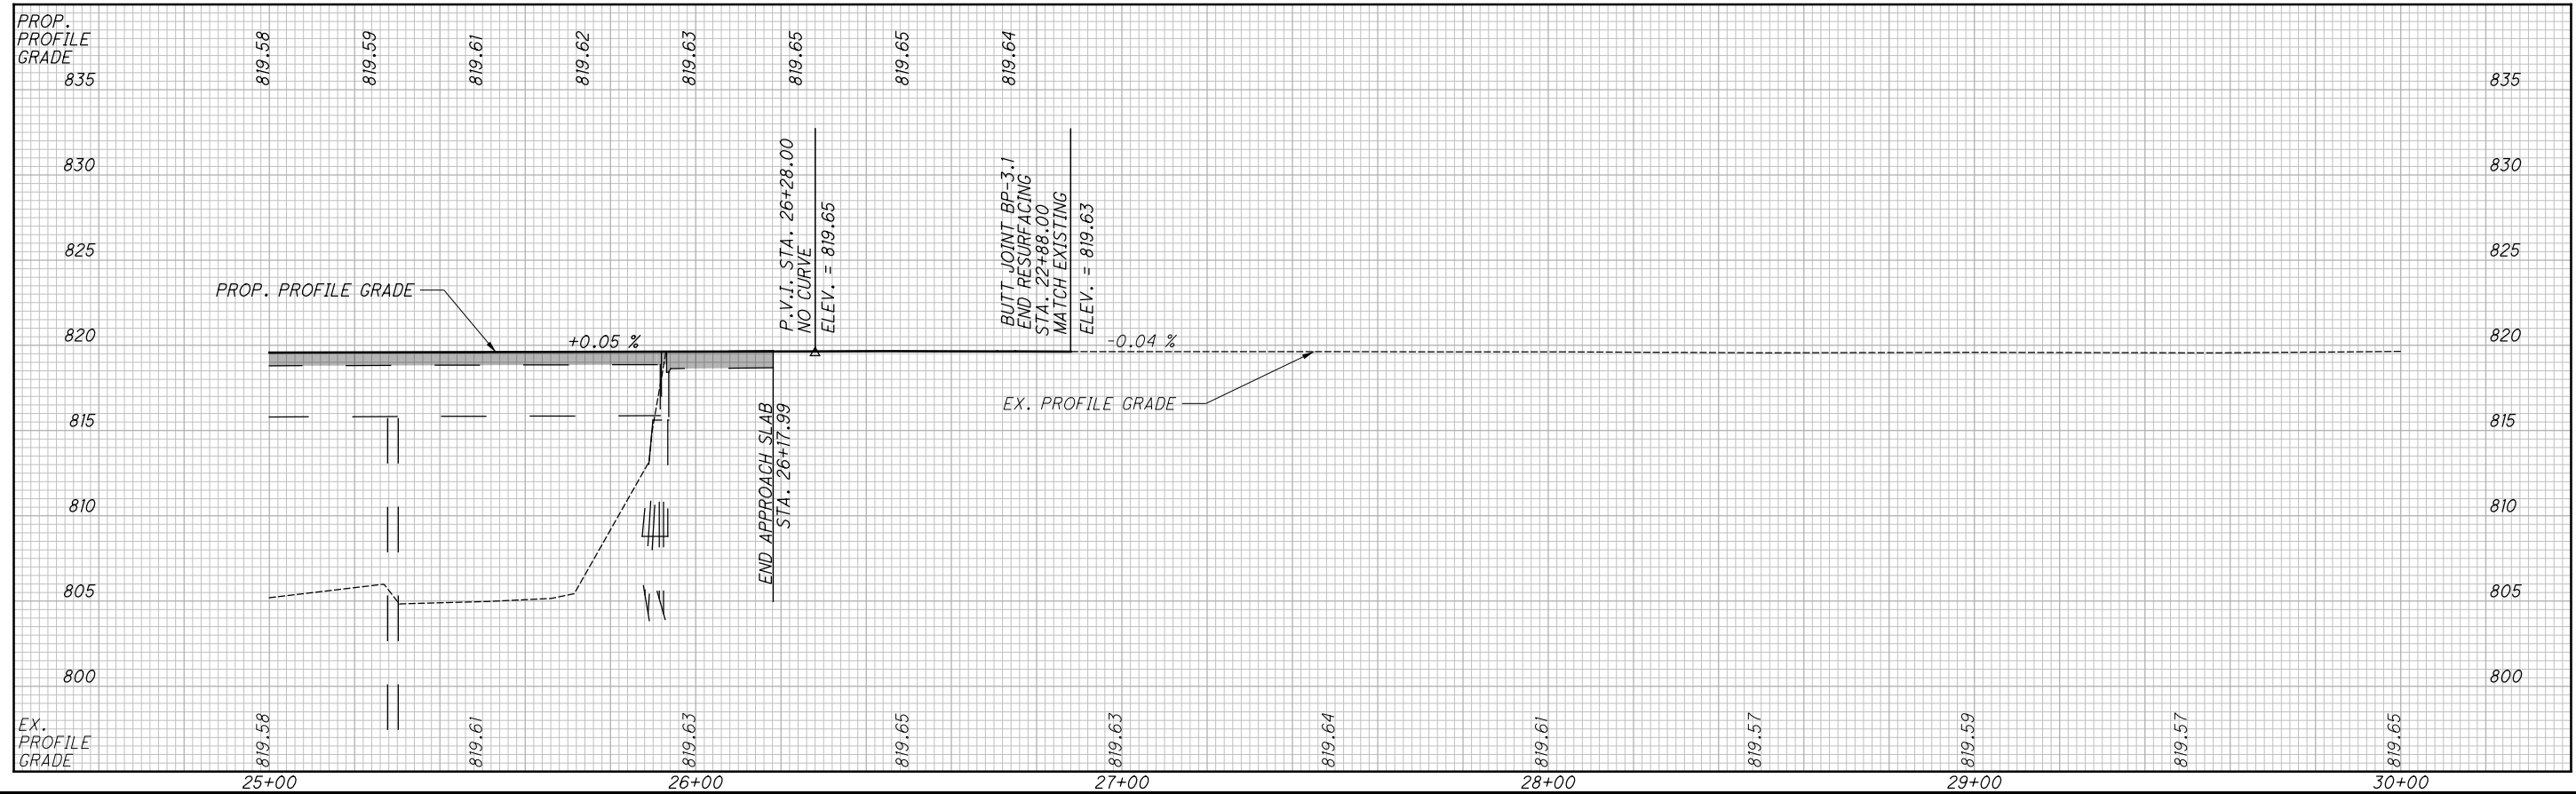 PROP.
PROFILE
GRADE
819.58
819.59
819.61
819.62
819.63
819.65
819.65
819.64
835
835
830
830
825
825
820
820
815
815
810
810
805
805
800
800
P.V.I. STA. 26+28.00
NO CURVE
ELEV. = 819.65
BUTT JOINT BP-3.1
END RESURFACING
STA. 22+88.00
MATCH EXISTING
ELEV. = 819.63
PROP. PROFILE GRADE
+0.05 %
-0.04 %
EX. PROFILE GRADE
END APPROACH SLAB
STA. 26+17.99
EX.
PROFILE
GRADE
819.58
819.61
819.63
819.65
819.63
819.64
819.61
819.57
819.59
819.57
819.65
25+00
26+00
27+00
28+00
29+00
30+00